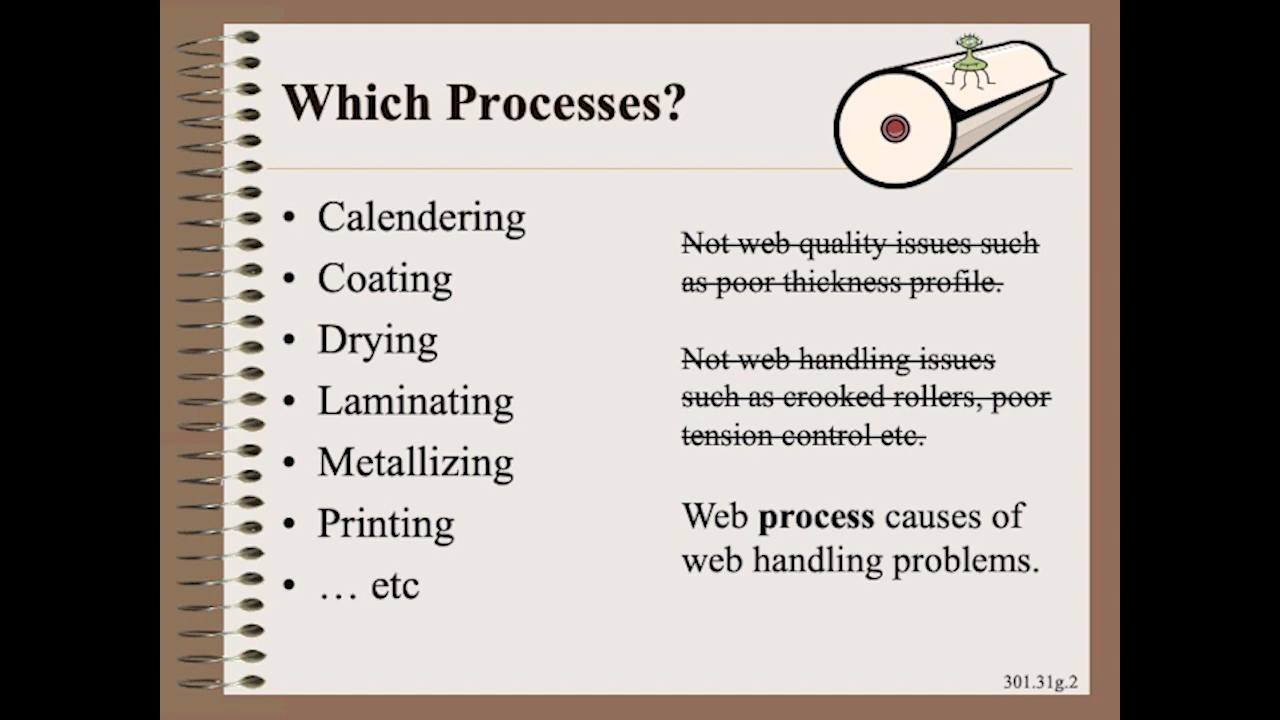 Which Processes?
• Calendering
• Coating
• Drying
• Laminating
• Metallizing
• Printing
• … etc
Not web quality issues such
as poor thickness profile.
Not web handling issues
such as crooked rollers, poor
tension control etc.
Web process causes of
web handling problems.
301.31g.2